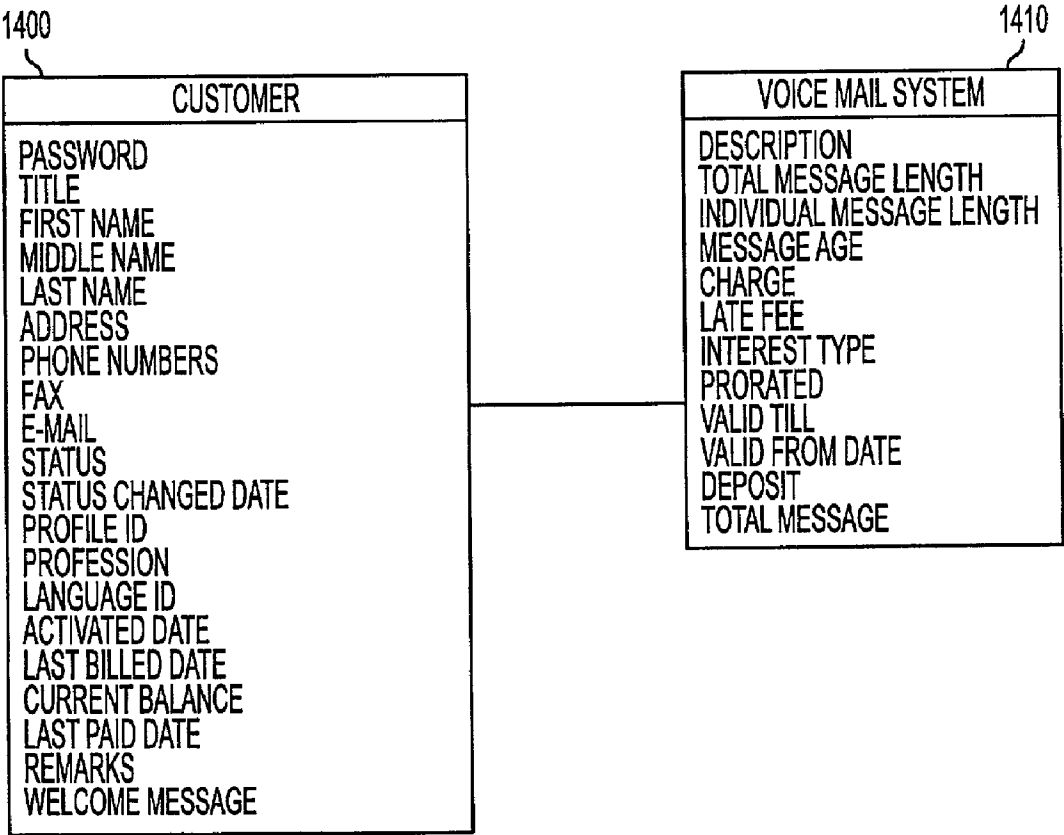 1400
CUSTOMER
PASSWORD
TITLE
FIRST NAME
MIDDLE NAME
LAST NAME
ADDRESS
PHONE NUMBERS
FAX
E-MAIL
STATUS
STATUS CHANGED DATE
PROFILE ID
PROFESSION
LANGUAGE ID
ACTIVATED DATE
LAST BILLED DATE
CURRENT BALANCE
LAST PAID DATE
REMARKS
WELCOME MESSAGE
1410
VOICE MAIL SYSTEM
DESCRIPTION
TOTAL MESSAGE LENGTH
INDIVIDUAL MESSAGE LENGTH
MESSAGE AGE
CHARGE
LATE FEE
INTEREST TYPE
PRORATED
VALID TILL
VALID FROM DATE
DEPOSIT
TOTAL MESSAGE